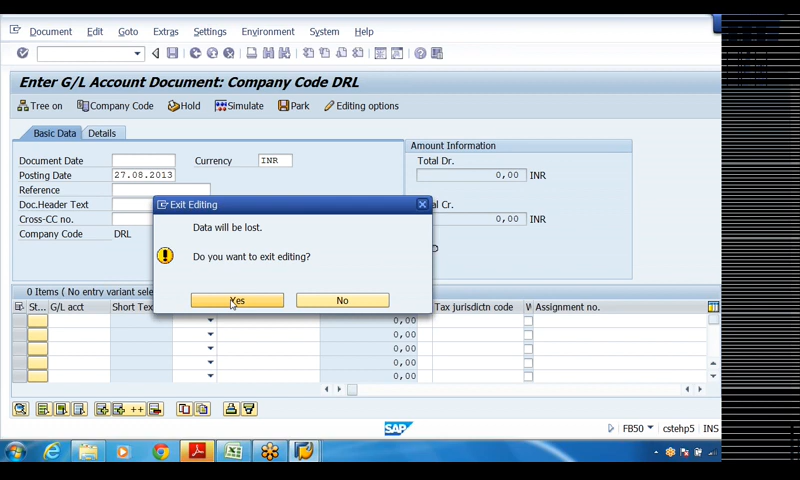 Document Edit Goto Extras Settings Environment System Help
Enter G/L Account Document: Company Code DRL
Tree on Company Code Hold Simulate Park Editing options
Basic Data Details
Amount Information
Document Date Currency INR
Total Dr.
Posting Date 27.08.2013
0,00 INR
Reference
Doc.Header Text
Exit Editing
tal Cr.
Cross-CC no.
Data will be lost.
0,00 INR
Company Code DRL
Do you want to exit editing?
0 Items ( No entry variant sele
Yes No
St... G/L acct Short Tex Tax jurisdictn code W Assignment no.
0,00
0,00
0,00
0,00
0,00
SAP
FB50 cstehp5 INS